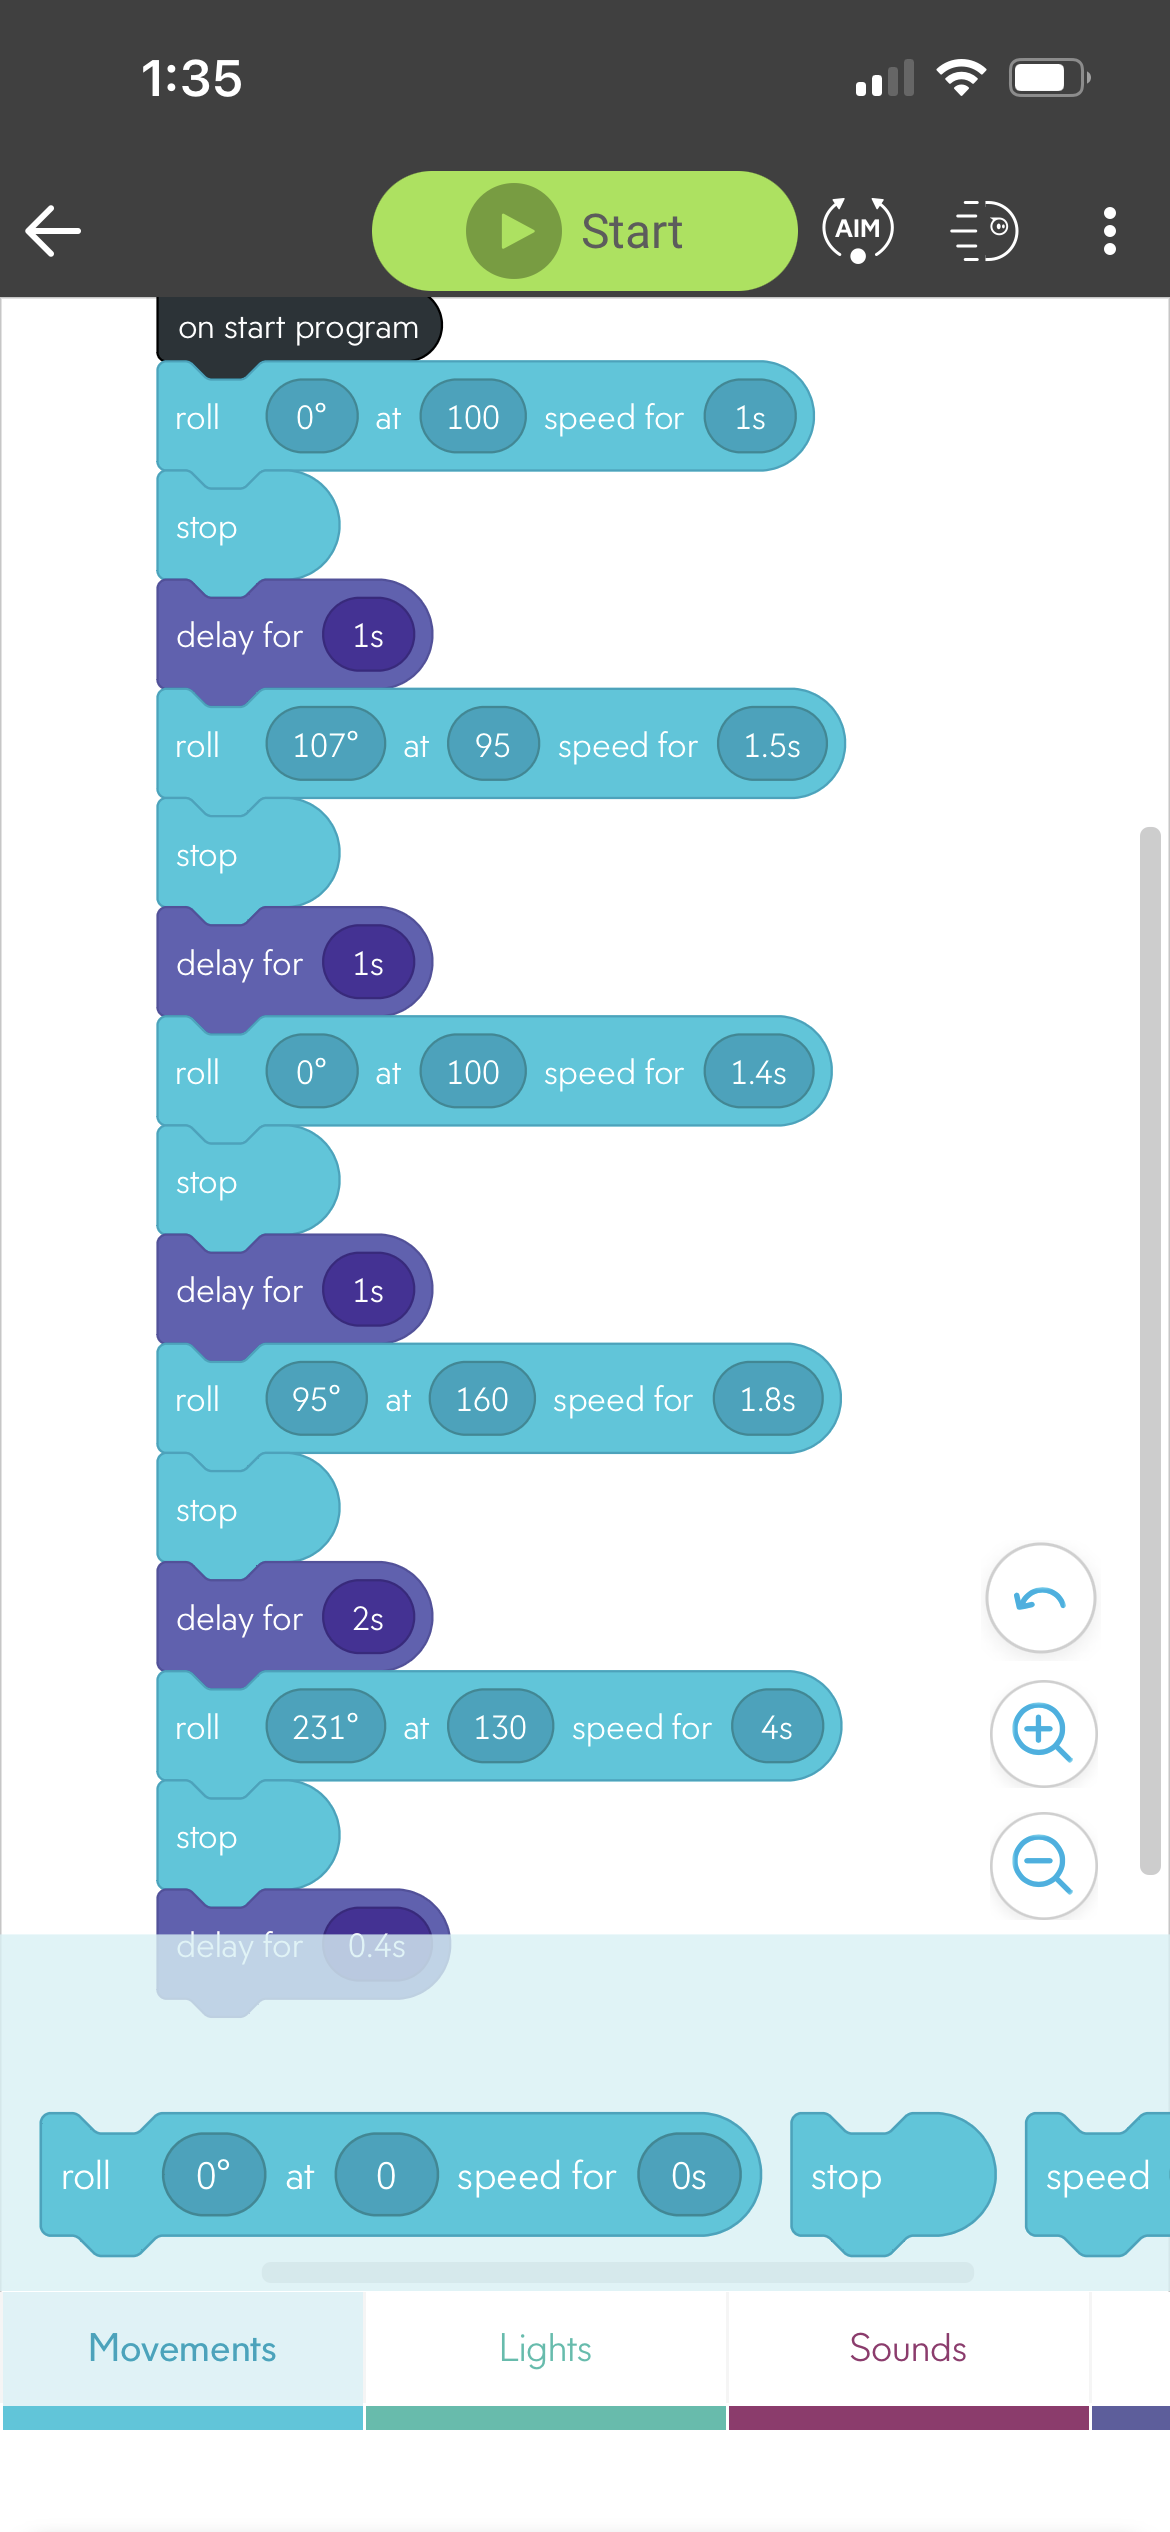 1:35
Start
AIM
on start program
roll 0° at 100 speed for 1s
stop
delay for 1s
roll 107° at 95 speed for 1.5s
stop
delay for 1s
roll 0° at 100 speed for 1.4s
stop
delay for 1s
roll 95° at 160 speed for 1.8s
stop
delay for 2s
roll 231° at 130 speed for 4s
stop
delay for 0.4s
roll 0° at 0 speed for 0s stop speed
Movements Lights Sounds